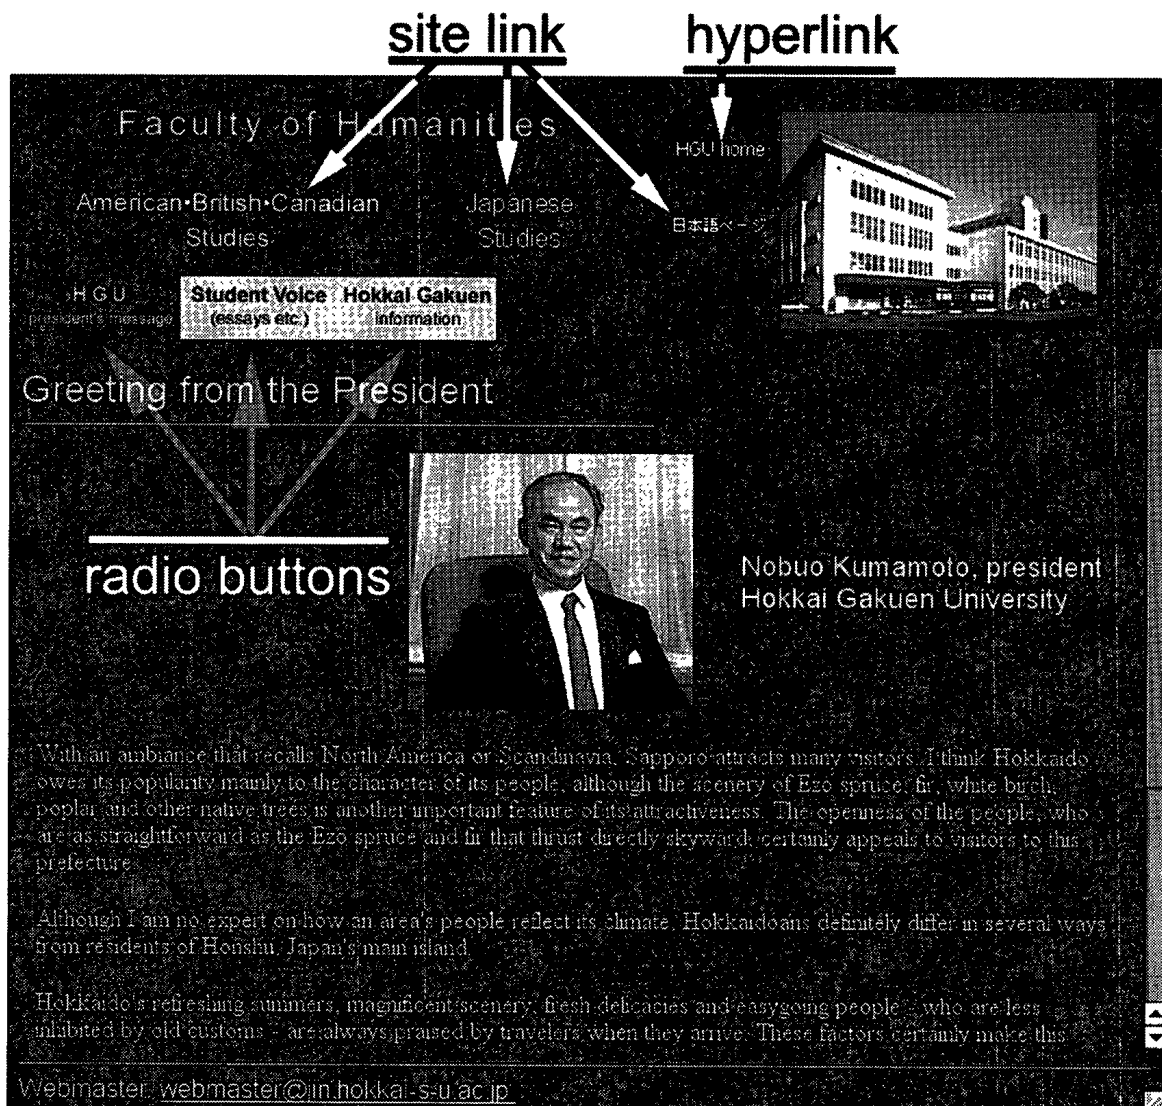 site link
hyperlink
Faculty of Humanities
HGU home
American•British•Canadian
Studies
Japanese
Studies
日本語ページ
HGU
president's message
Student Voice
(essays etc.)
Hokkai Gakuen
information
Greeting from the President
radio buttons
Nobuo Kumamoto, president
Hokkai Gakuen University
With an ambiance that recalls North America or Scandinavia, Sapporo attracts many visitors. I think Hokkaido
owes its popularity mainly to the character of its people, although the scenery of Ezo spruce, fir, white birch,
poplar and other native trees is another important feature of its attractiveness. The openness of the people, who
are as straightforward as the Ezo spruce and fir that thrust directly skyward, certainly appeals to visitors to this
prefecture.
Although I am no expert on how an area's people reflect its climate, Hokkaidoans definitely differ in several ways
from residents of Honshu, Japan's main island.
Hokkaido's refreshing summers, magnificent scenery, fresh delicacies and easygoing people - who are less
inhibited by old customs - are always praised by travelers when they arrive. These factors certainly make this
Webmaster: webmaster@jin.hokkai-s-u.ac.jp